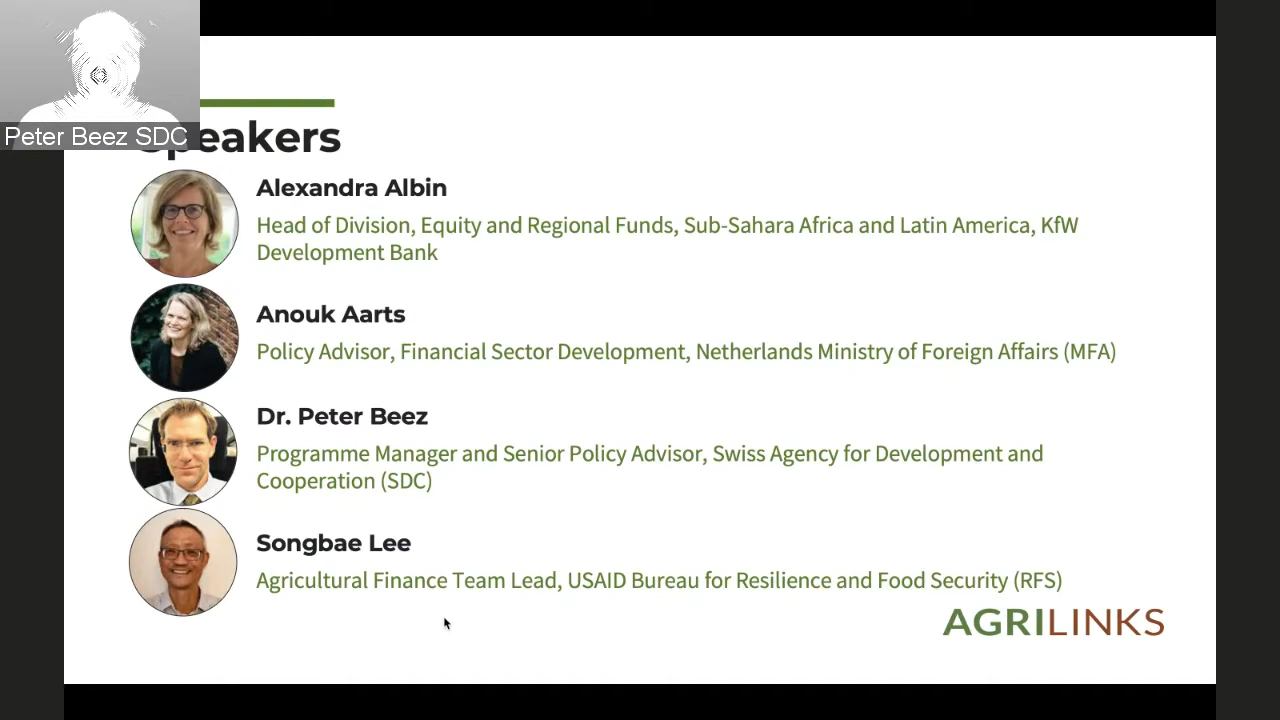 Peter Beez SDC
Speakers
Alexandra Albin
Head of Division, Equity and Regional Funds, Sub-Sahara Africa and Latin America, KfW
Development Bank
Anouk Aarts
Policy Advisor, Financial Sector Development, Netherlands Ministry of Foreign Affairs (MFA)
Dr. Peter Beez
Programme Manager and Senior Policy Advisor, Swiss Agency for Development and
Cooperation (SDC)
Songbae Lee
Agricultural Finance Team Lead, USAID Bureau for Resilience and Food Security (RFS)
AGRILINKS